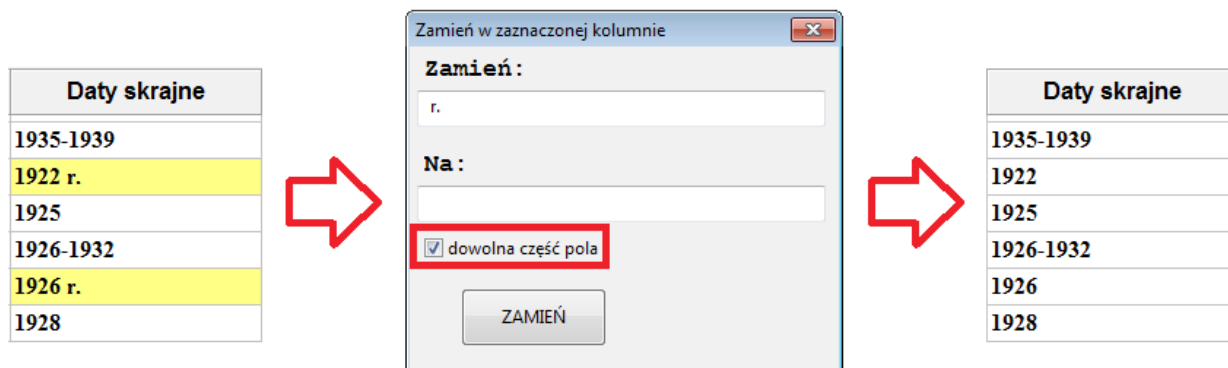 Daty skrajne
1935-1939
1922 r.
1925
1926-1932
1926 r.
1928
Zamień w zaznaczonej kolumnie
Zamień:
r.
Na:
dowolna część pola
ZAMIEŃ
Daty skrajne
1935-1939
1922
1925
1926-1932
1926
1928